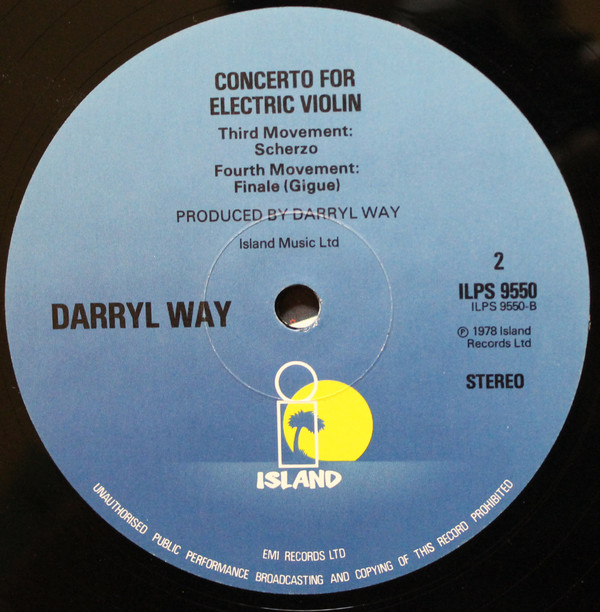 CONCERTO FOR
ELECTRIC VIOLIN
Third Movement:
Scherzo
Fourth Movement:
Finale (Gigue)
PRODUCED BY DARRYL WAY
Island Music Ltd
DARRYL WAY
2
ILPS 9550
ILPS 9550-B
℗ 1978 Island
Records Ltd
STEREO
ISLAND
EMI RECORDS LTD
UNAUTHORISED PUBLIC PERFORMANCE BROADCASTING AND COPYING OF THIS RECORD PROHIBITED